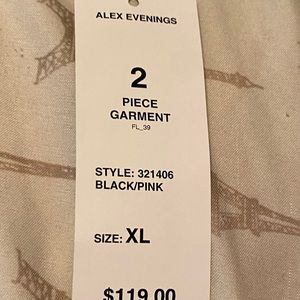 ALEX EVENINGS
2
PIECE
GARMENT
FL_39
STYLE: 321406
BLACK/PINK
SIZE: XL
$119.00